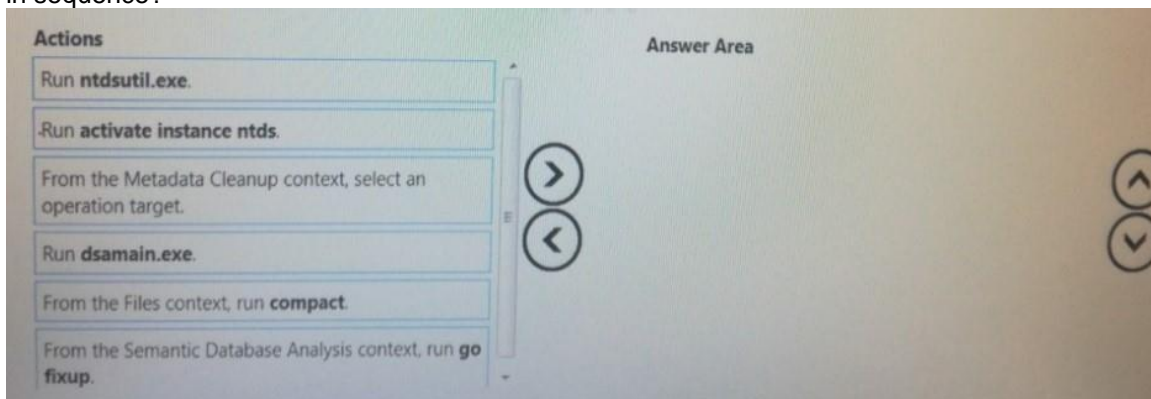 in sequence?
Actions
Answer Area
Run ntdsutil.exe.
Run activate instance ntds.
From the Metadata Cleanup context, select an
operation target.
Run dsamain.exe.
From the Files context, run compact.
From the Semantic Database Analysis context, run go
fixup.